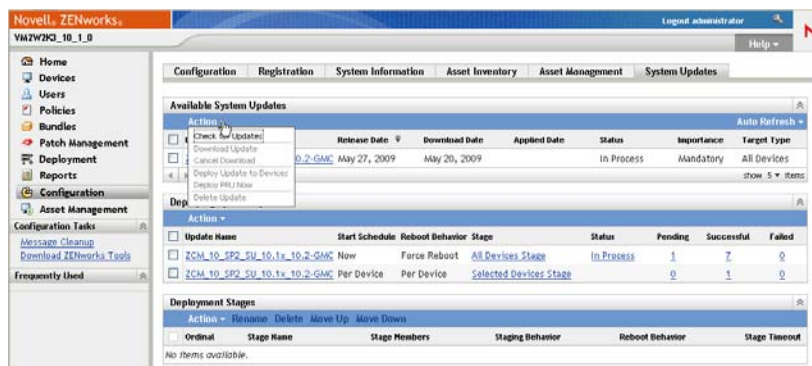 Novell® ZENworks®
Logout administrator
VM2W2K3_10_1_0
Help
Home
Devices
Users
Policies
Bundles
Patch Management
Deployment
Reports
Configuration
Asset Management
Configuration Tasks
Message Cleanup
Download ZENworks Tools
Frequently Used
Configuration Registration System Information Asset Inventory Asset Management System Updates
Available System Updates
Action Auto Refresh
Release Date Download Date Applied Date Status Importance Target Type
0.2-GMC May 27, 2009 May 20, 2009 In Process Mandatory All Devices
show 5 items
Check for Updates
Download Update
Cancel Download
Deploy Update to Devices
Deploy PRU Now
Delete Update
Action
Update Name Start Schedule Reboot Behavior Stage Status Pending Successful Failed
ZCM_10_SP2_SU_10.1x_10.2-GMC Now Force Reboot All Devices Stage In Process 1 7 0
ZCM_10_SP2_SU_10.1x_10.2-GMC Per Device Per Device Selected Devices Stage 0 1 0
Deployment Stages
Action Rename Delete Move Up Move Down
Ordinal Stage Name Stage Members Staging Behavior Reboot Behavior Stage Timeout
No items available.